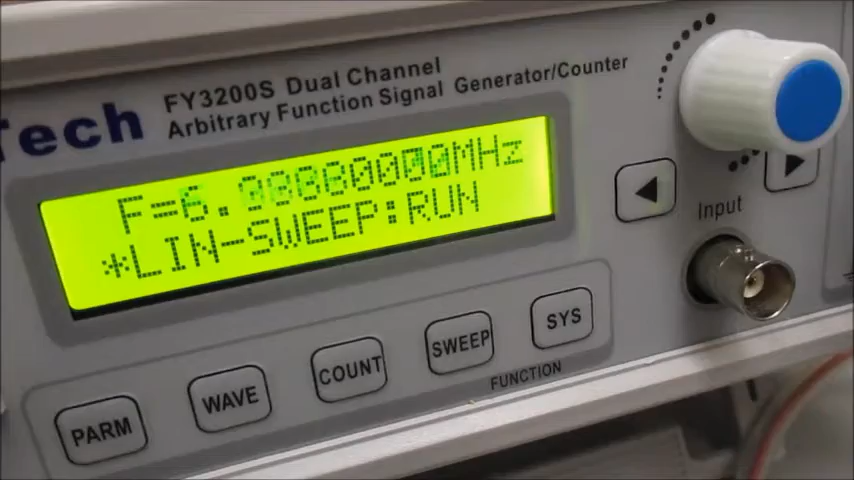 Tech
FY3200S Dual Channel
Arbitrary Function Signal Generator/Counter
F=6.0000000MHz
*LIN-SWEEP:RUN
Input
PARM
WAVE
COUNT
SWEEP
SYS
FUNCTION